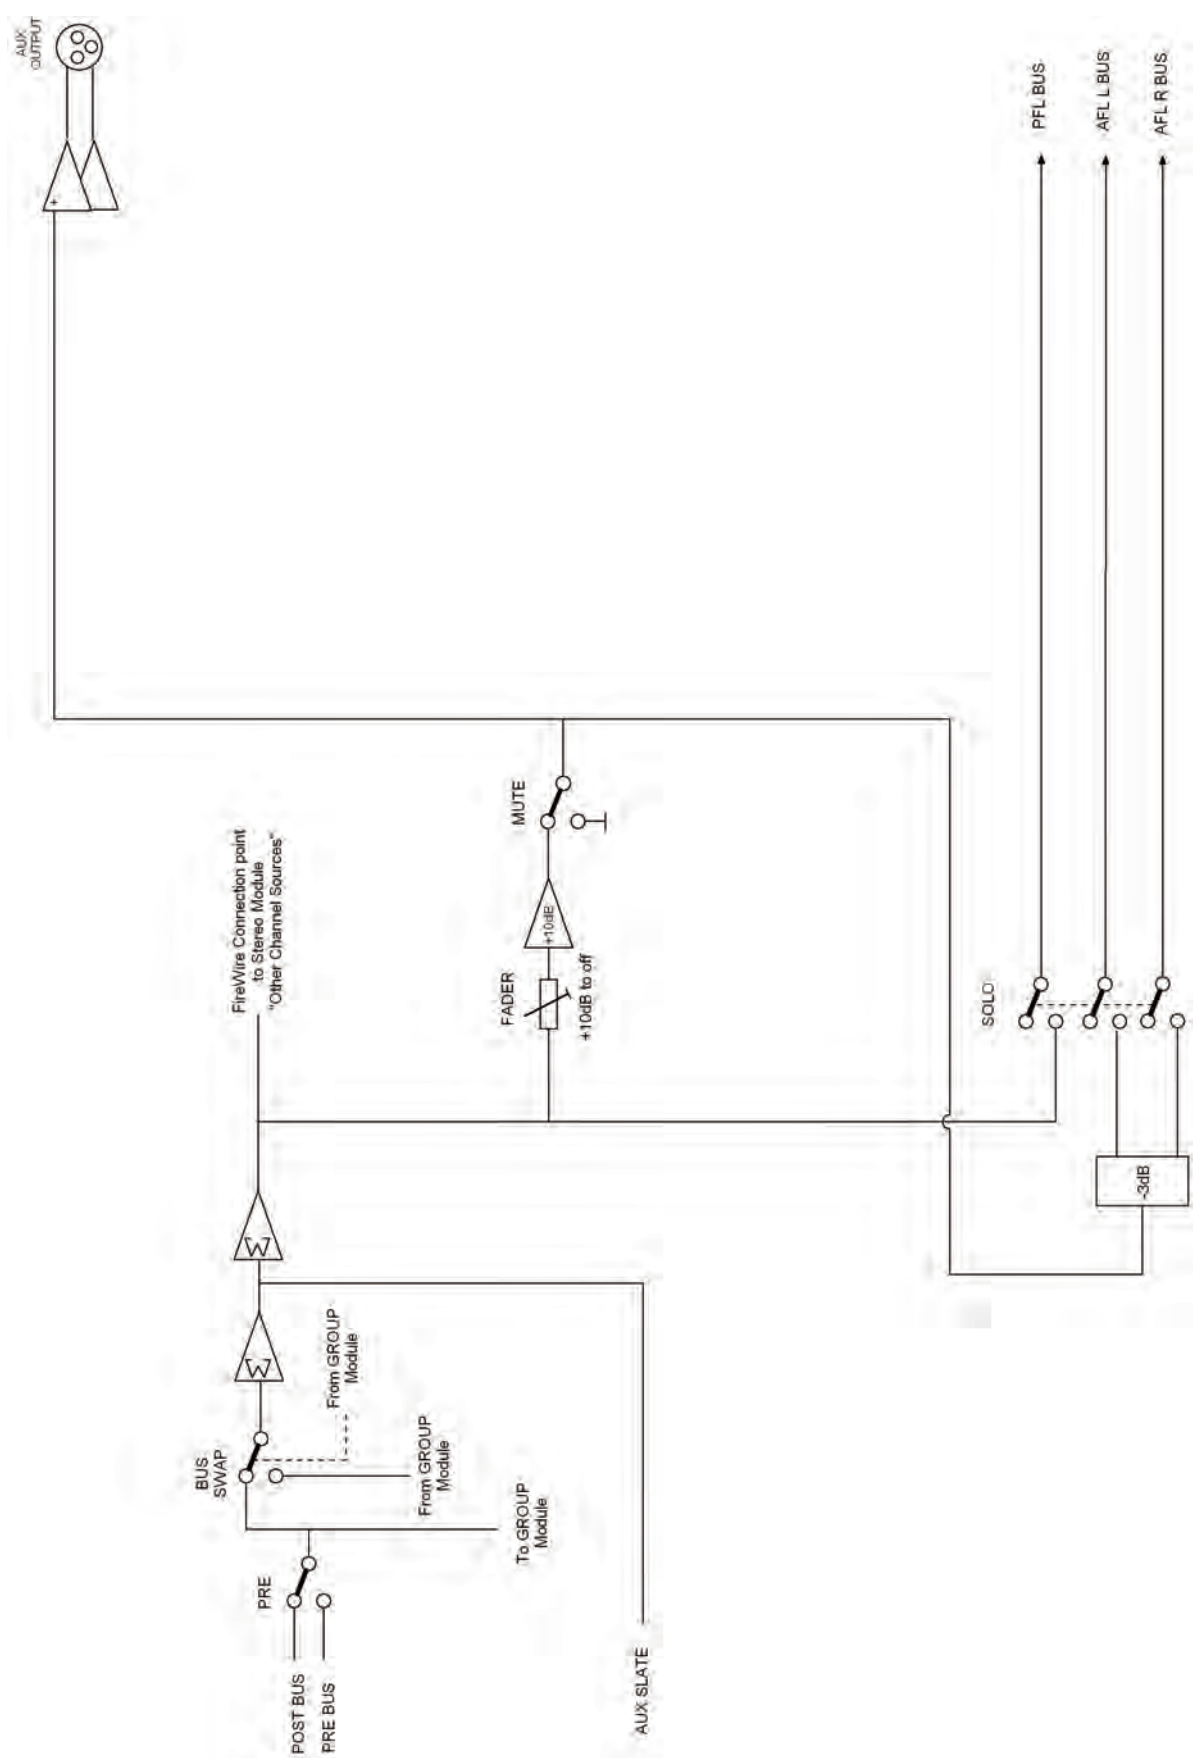 AUX
OUTPUT
+
PFL BUS
AFL L BUS
AFL R BUS
FireWire Connection point
to Stereo Module
"Other Channel Sources"
MUTE
+10dB
FADER
+10dB to off
SOLO
-3dB
Σ
Σ
BUS
SWAP
From GROUP
Module
From GROUP
Module
To GROUP
Module
PRE
POST BUS
PRE BUS
AUX SLATE